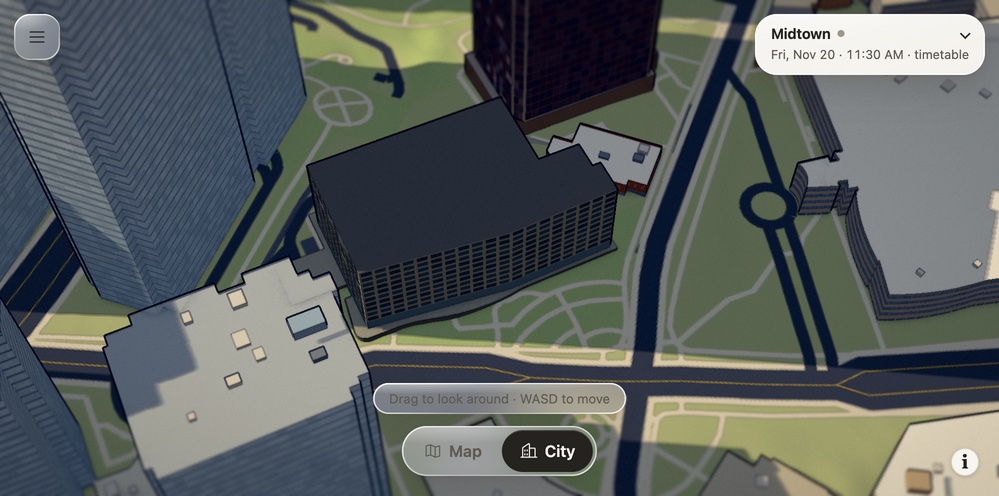 Midtown
Fri, Nov 20 · 11:30 AM · timetable
Drag to look around · WASD to move
Map
City
i